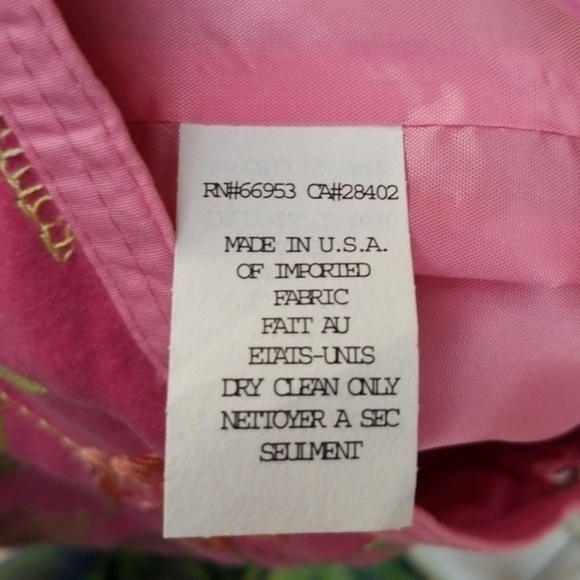 RN#66953 CA#28402
MADE IN U.S.A.
OF IMPORTED
FABRIC
FAIT AU
ETATS-UNIS
DRY CLEAN ONLY
NETTOYER A SEC
SEULMENT